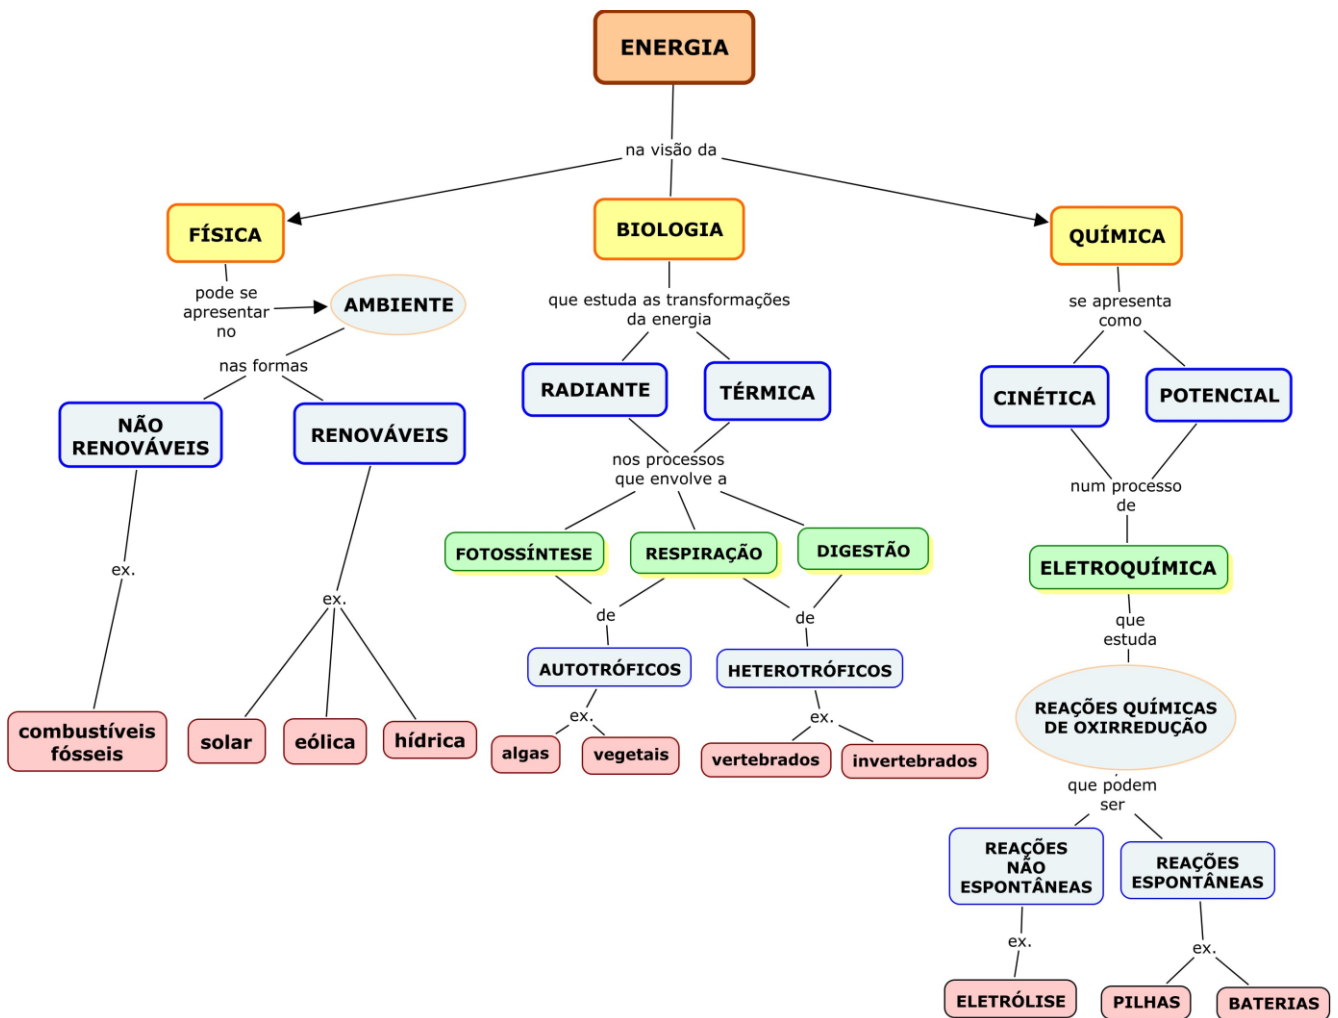 ENERGIA
na visão da
FÍSICA
BIOLOGIA
QUÍMICA
pode se
apresentar
no
AMBIENTE
nas formas
NÃO
RENOVÁVEIS
RENOVÁVEIS
ex.
ex.
combustíveis
fósseis
solar
eólica
hídrica
que estuda as transformações
da energia
RADIANTE
TÉRMICA
nos processos
que envolve a
FOTOSSÍNTESE
RESPIRAÇÃO
DIGESTÃO
de
de
AUTOTRÓFICOS
HETEROTRÓFICOS
ex.
ex.
algas
vegetais
vertebrados
invertebrados
se apresenta
como
CINÉTICA
POTENCIAL
num processo
de
ELETROQUÍMICA
que
estuda
REAÇÕES QUÍMICAS
DE OXIRREDUÇÃO
que podem
ser
REAÇÕES
NÃO
ESPONTÂNEAS
REAÇÕES
ESPONTÂNEAS
ex.
ex.
ELETRÓLISE
PILHAS
BATERIAS